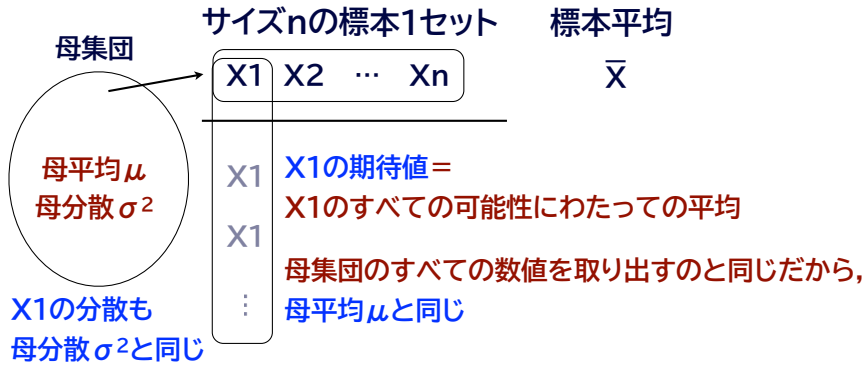 サイズnの標本1セット 標本平均
母集団
X1 X2 … Xn X̅
母平均μ
母分散σ2
X1
X1
⋮
X1の期待値＝
X1のすべての可能性にわたっての平均
母集団のすべての数値を取り出すのと同じだから,
母平均μと同じ
X1の分散も
母分散σ2と同じ